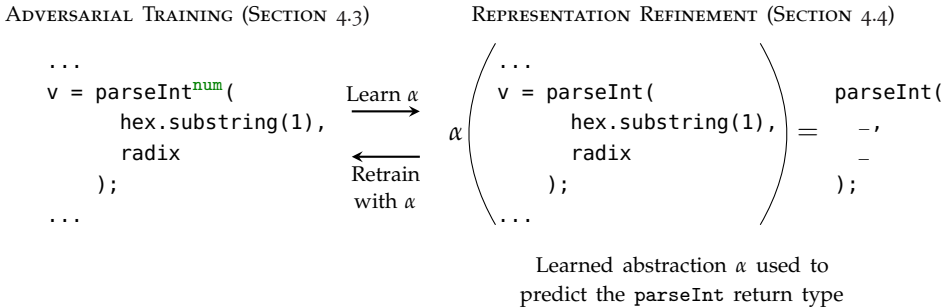 ADVERSARIAL TRAINING (SECTION 4.3)
...
v = parseInt^num(
hex.substring(1),
radix
);
...
Learn α
Retrain
with α
REPRESENTATION REFINEMENT (SECTION 4.4)
α
...
v = parseInt(
hex.substring(1),
radix
);
...
=
parseInt(
_,
_
);
Learned abstraction α used to
predict the parseInt return type